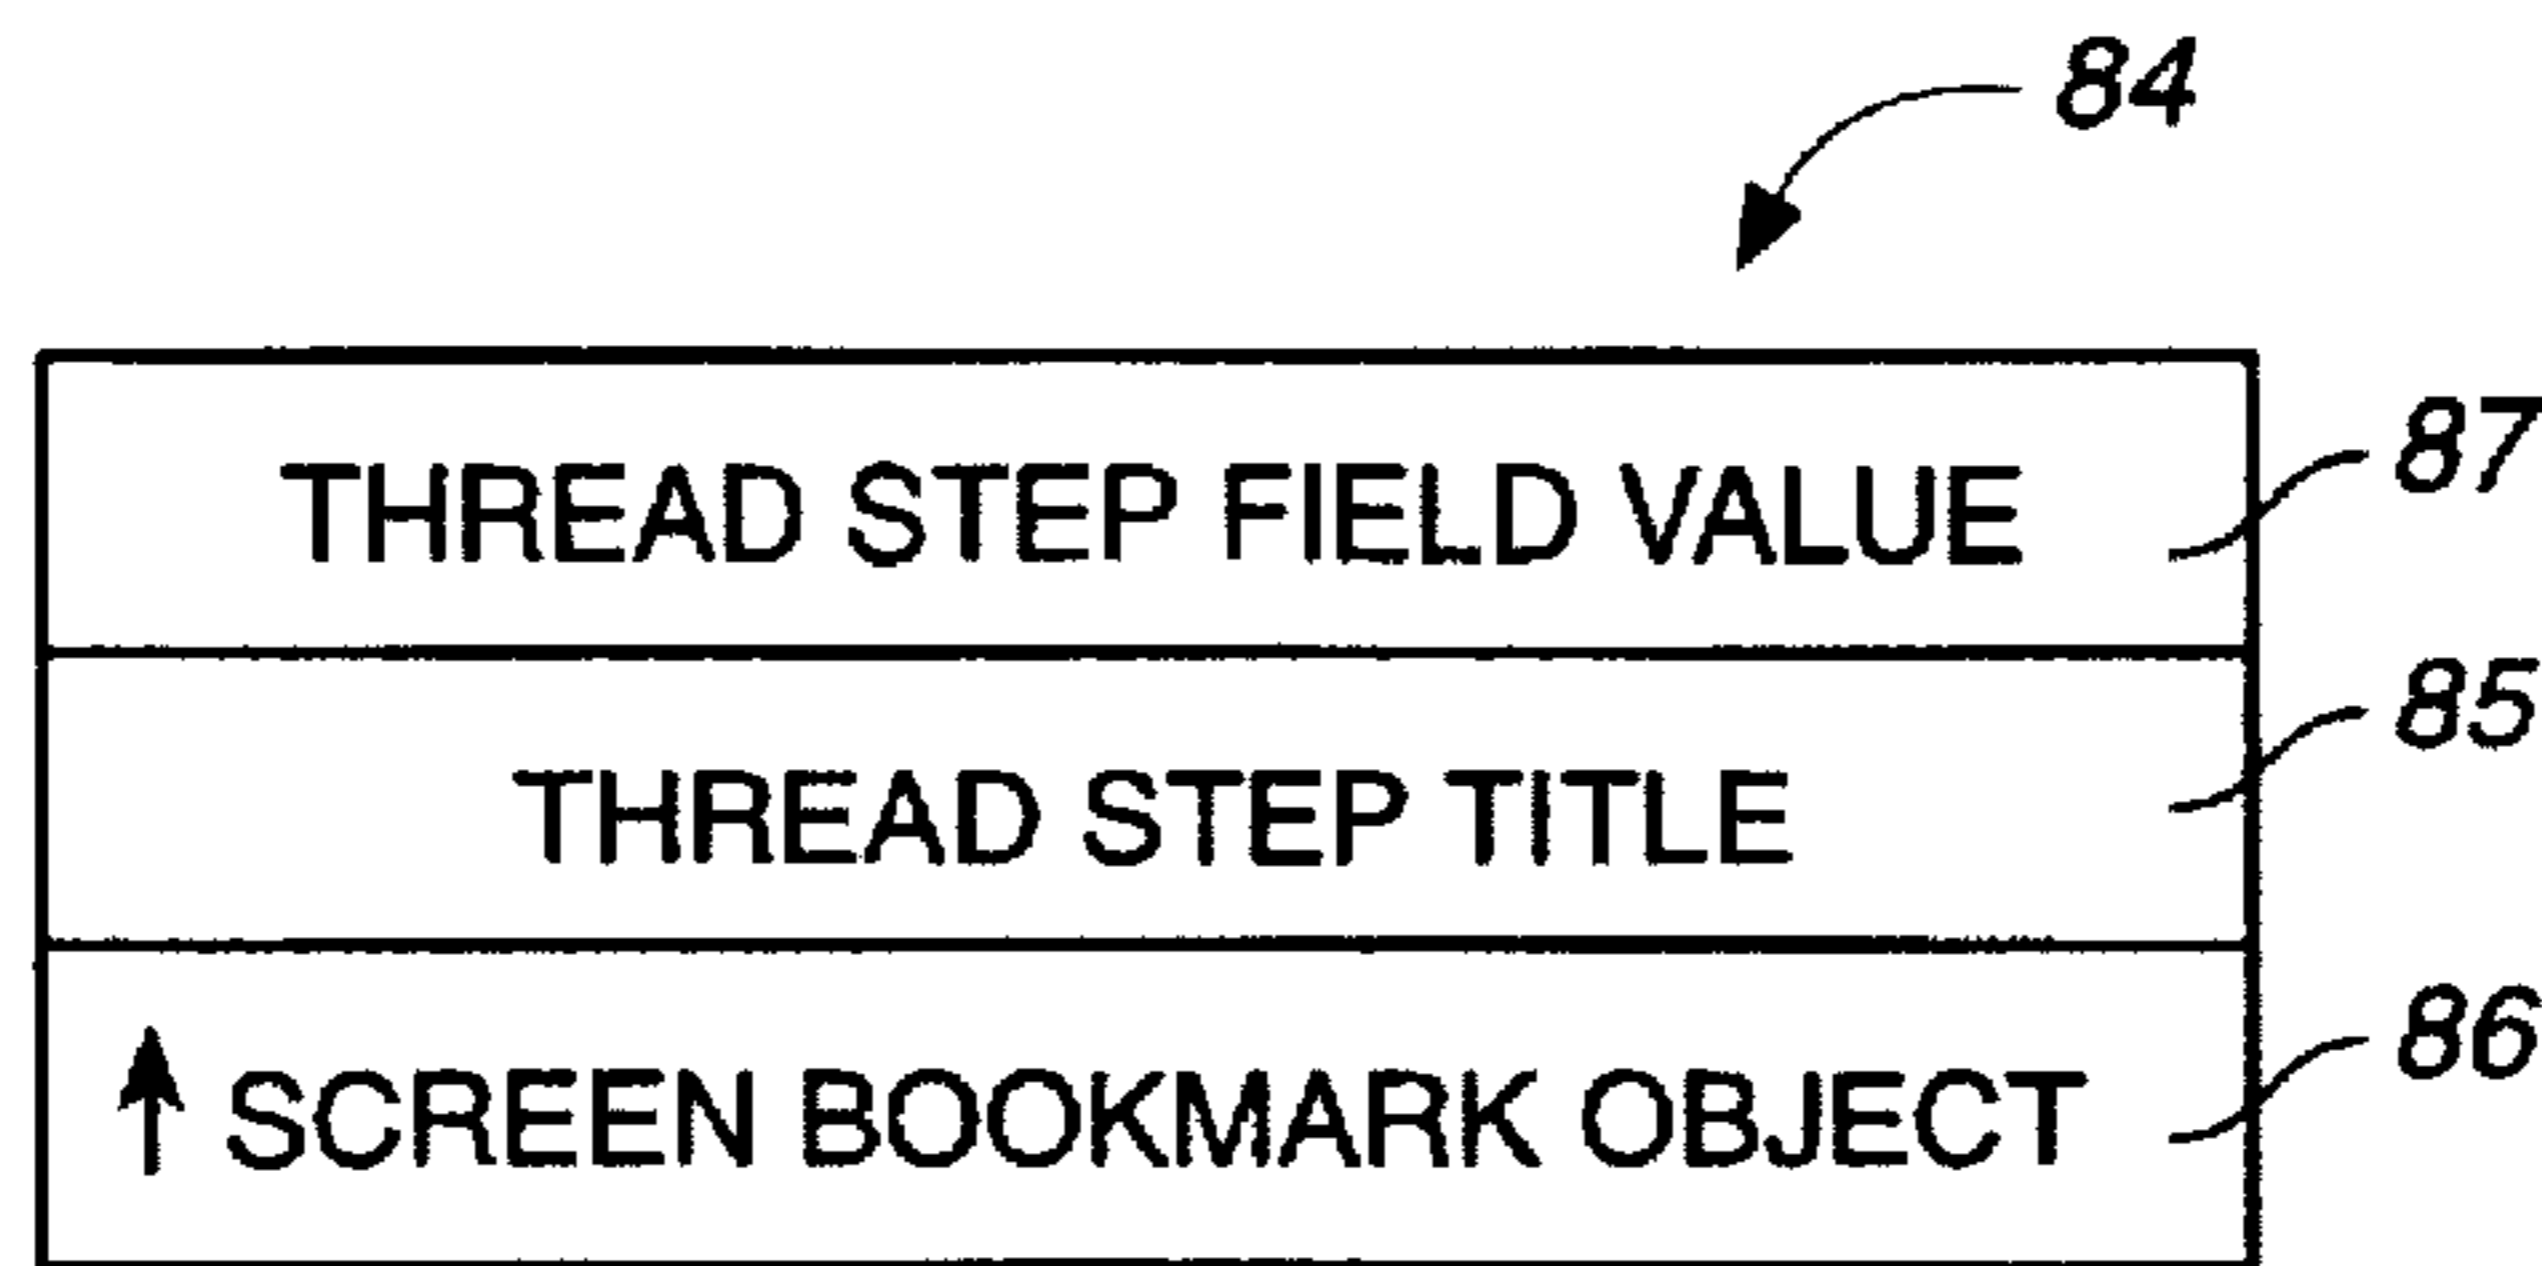 84
THREAD STEP FIELD VALUE 87
THREAD STEP TITLE 85
↑ SCREEN BOOKMARK OBJECT 86